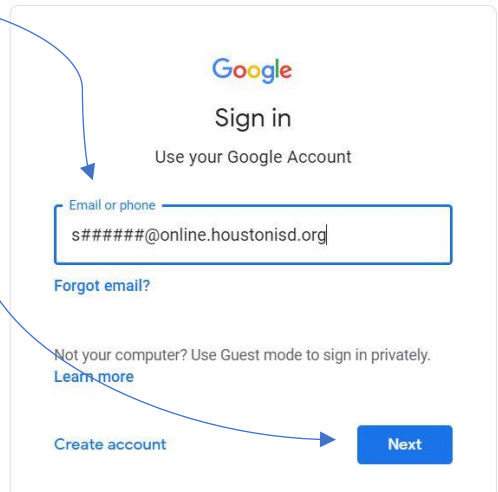 Google
Sign in
Use your Google Account
Email or phone
s######@online.houstonisd.org
Forgot email?
Not your computer? Use Guest mode to sign in privately.
Learn more
Create account
Next